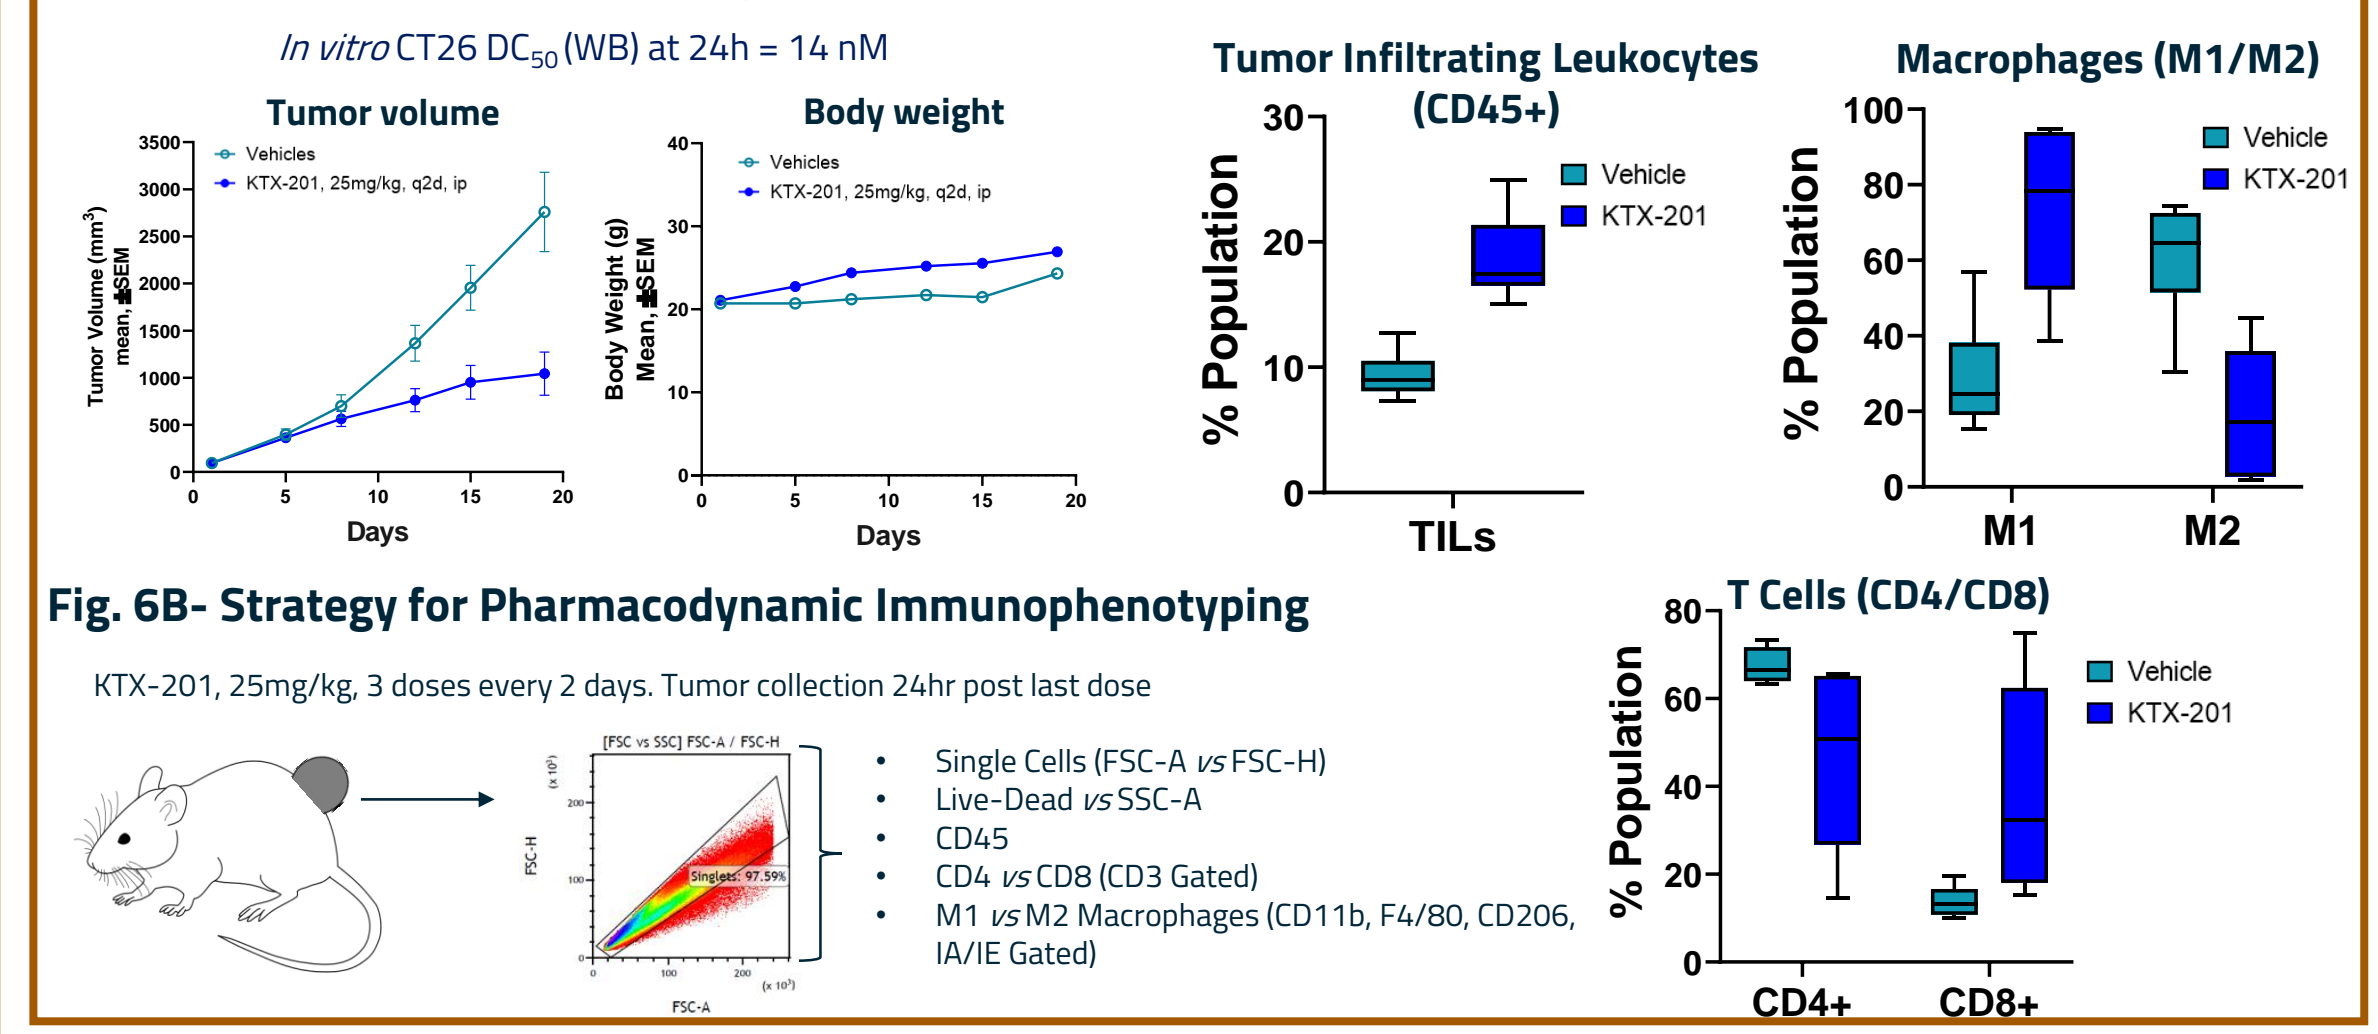 In vitro CT26 DC50 (WB) at 24h = 14 nM
Tumor volume
3500
3000
2500
2000
1500
1000
500
0
Tumor Volume (mm3)
mean, ±SEM
Vehicles
KTX-201, 25mg/kg, q2d, ip
0 5 10 15 20
Days
Body weight
40
30
20
10
0
Body Weight (g)
Mean, ±SEM
Vehicles
KTX-201, 25mg/kg, q2d, ip
0 5 10 15 20
Days
Tumor Infiltrating Leukocytes
(CD45+)
30
20
10
0
% Population
Vehicle
KTX-201
TILs
Macrophages (M1/M2)
100
80
60
40
20
0
% Population
Vehicle
KTX-201
M1 M2
Fig. 6B- Strategy for Pharmacodynamic Immunophenotyping
KTX-201, 25mg/kg, 3 doses every 2 days. Tumor collection 24hr post last dose
[FSC vs SSC] FSC-A / FSC-H
(x 10³)
200
100
0
FSC-H
Singlets: 97.59%
0 100 200
(x 10³)
FSC-A
• Single Cells (FSC-A vs FSC-H)
• Live-Dead vs SSC-A
• CD45
• CD4 vs CD8 (CD3 Gated)
• M1 vs M2 Macrophages (CD11b, F4/80, CD206,
IA/IE Gated)
T Cells (CD4/CD8)
80
60
40
20
0
% Population
Vehicle
KTX-201
CD4+ CD8+